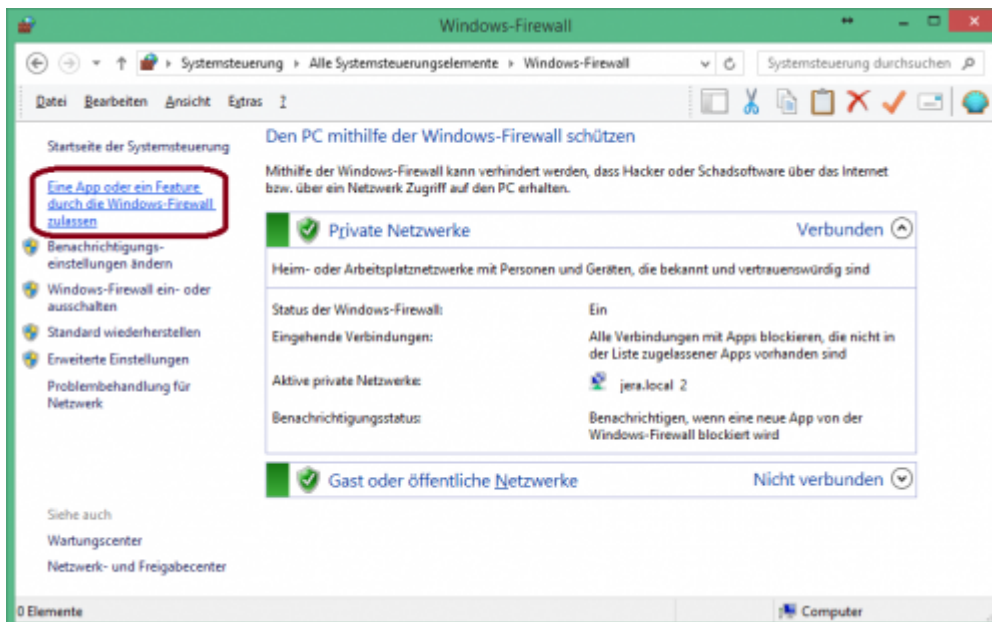 Windows-Firewall
Systemsteuerung Alle Systemsteuerungselemente Windows-Firewall
Systemsteuerung durchsuchen
Datei Bearbeiten Ansicht Extras ?
Startseite der Systemsteuerung
Eine App oder ein Feature
durch die Windows-Firewall
zulassen
Benachrichtigungs-
einstellungen ändern
Windows-Firewall ein- oder
ausschalten
Standard wiederherstellen
Erweiterte Einstellungen
Problembehandlung für
Netzwerk
Siehe auch
Wartungscenter
Netzwerk- und Freigabecenter
Den PC mithilfe der Windows-Firewall schützen
Mithilfe der Windows-Firewall kann verhindert werden, dass Hacker oder Schadsoftware über das Internet
bzw. über ein Netzwerk Zugriff auf den PC erhalten.
Private Netzwerke Verbunden
Heim- oder Arbeitsplatznetzwerke mit Personen und Geräten, die bekannt und vertrauenswürdig sind
Status der Windows-Firewall: Ein
Eingehende Verbindungen: Alle Verbindungen mit Apps blockieren, die nicht in
der Liste zugelassener Apps vorhanden sind
Aktive private Netzwerke: jera.local 2
Benachrichtigungsstatus: Benachrichtigen, wenn eine neue App von der
Windows-Firewall blockiert wird
Gast oder öffentliche Netzwerke Nicht verbunden
0 Elemente Computer